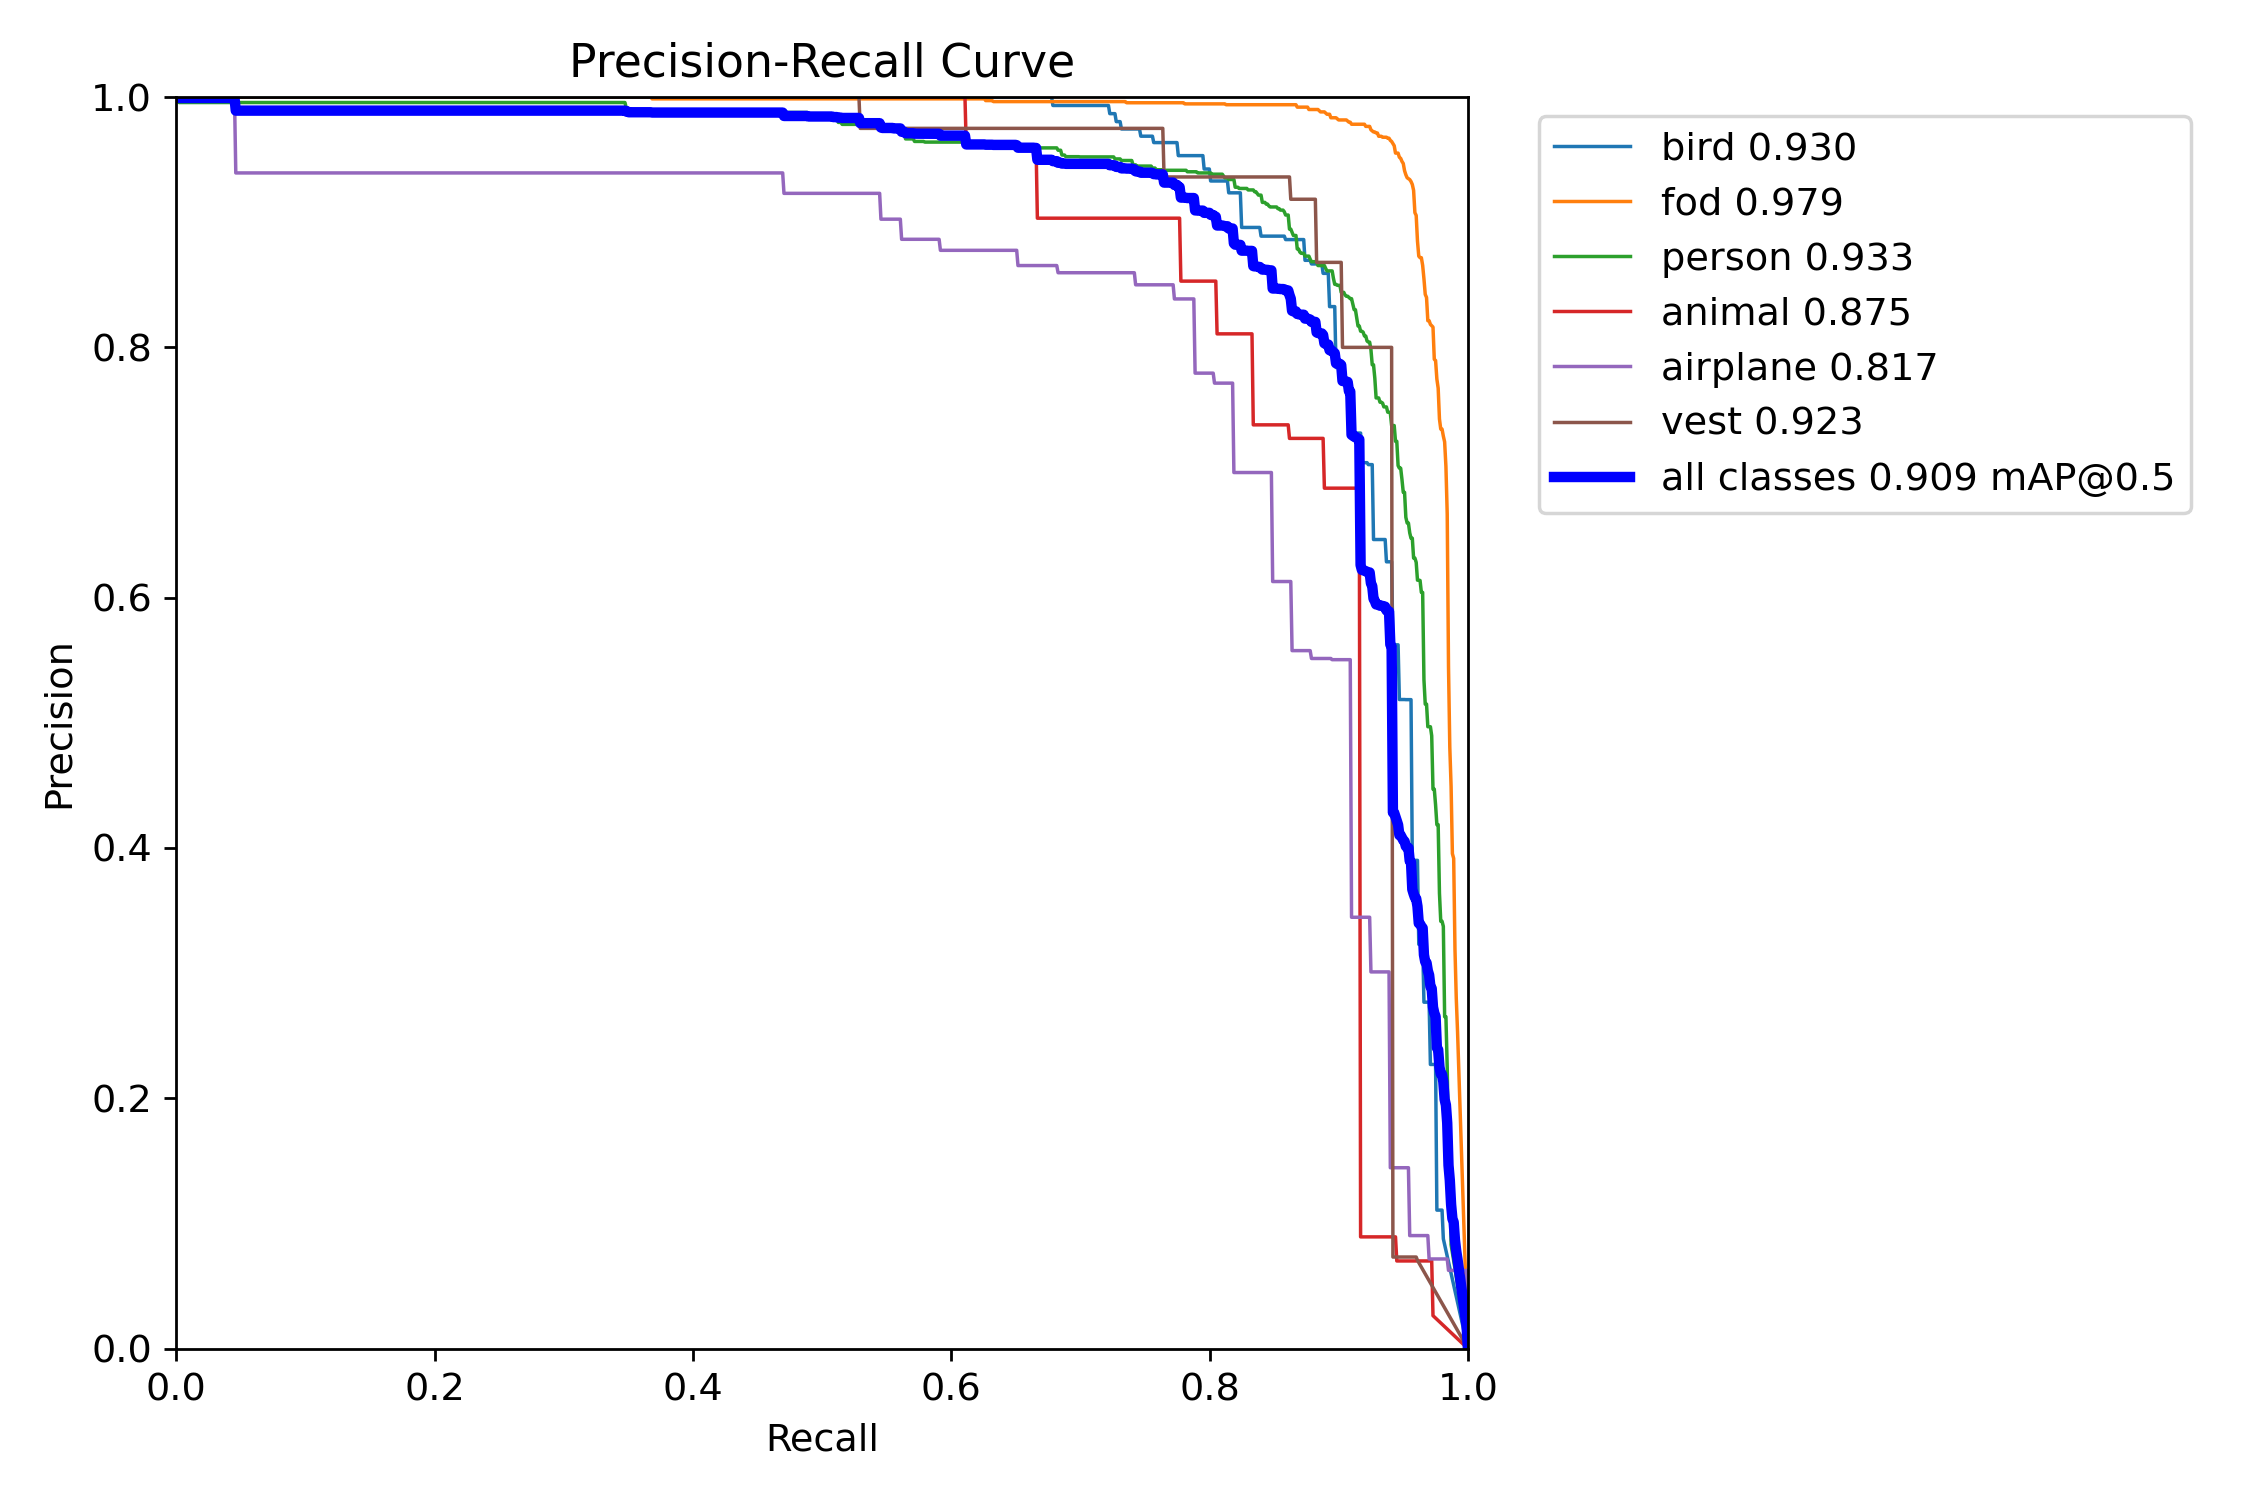 Precision-Recall Curve
1.0
0.8
0.6
0.4
0.2
0.0
Precision
0.0 0.2 0.4 0.6 0.8 1.0
Recall
bird 0.930
fod 0.979
person 0.933
animal 0.875
airplane 0.817
vest 0.923
all classes 0.909 mAP@0.5